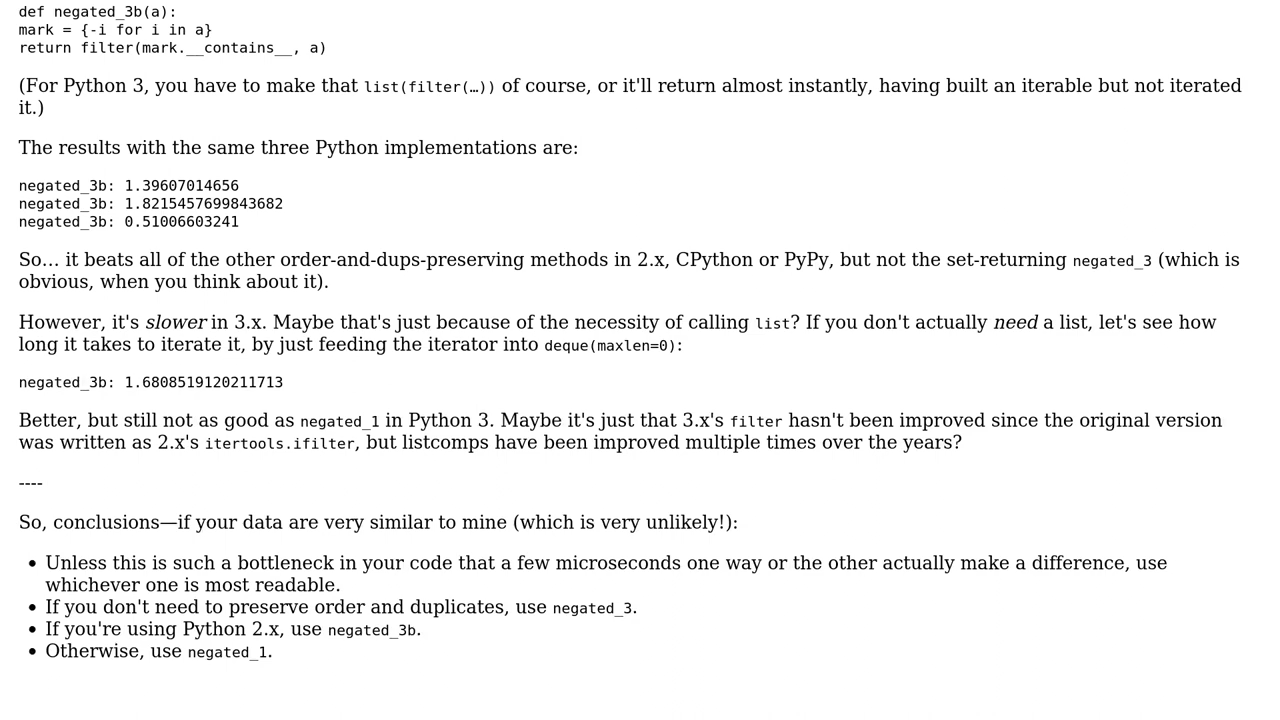 def negated_3b(a):
mark = {-i for i in a}
return filter(mark.__contains__, a)
(For Python 3, you have to make that list(filter(…)) of course, or it'll return almost instantly, having built an iterable but not iterated
it.)
The results with the same three Python implementations are:
negated_3b: 1.39607014656
negated_3b: 1.8215457699843682
negated_3b: 0.51006603241
So… it beats all of the other order-and-dups-preserving methods in 2.x, CPython or PyPy, but not the set-returning negated_3 (which is
obvious, when you think about it).
However, it's slower in 3.x. Maybe that's just because of the necessity of calling list? If you don't actually need a list, let's see how
long it takes to iterate it, by just feeding the iterator into deque(maxlen=0):
negated_3b: 1.6808519120211713
Better, but still not as good as negated_1 in Python 3. Maybe it's just that 3.x's filter hasn't been improved since the original version
was written as 2.x's itertools.ifilter, but listcomps have been improved multiple times over the years?
----
So, conclusions—if your data are very similar to mine (which is very unlikely!):
• Unless this is such a bottleneck in your code that a few microseconds one way or the other actually make a difference, use
whichever one is most readable.
• If you don't need to preserve order and duplicates, use negated_3.
• If you're using Python 2.x, use negated_3b.
• Otherwise, use negated_1.